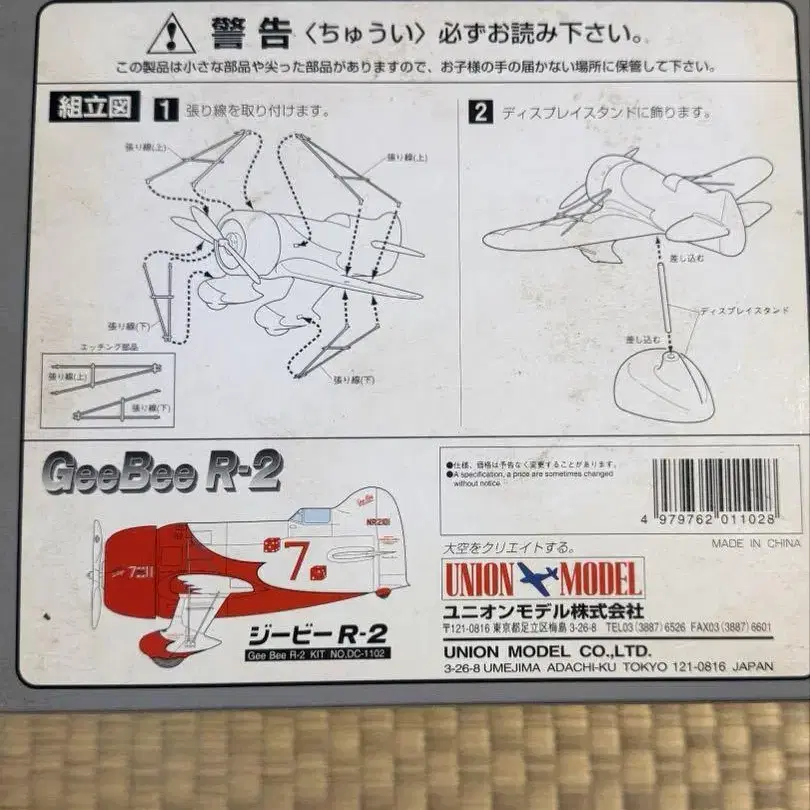 警告〈ちゅうい〉必ずお読み下さい。
この製品は小さな部品や尖った部品がありますので、お子様の手の届かない場所に保管して下さい。
組立図 1 張り線を取り付けます。
張り線(上)
張り線(上)
張り線(下)
張り線(下)
エッチング部品
張り線(上)
張り線(下)
2 ディスプレイスタンドに飾ります。
差し込む
ディスプレイスタンド
差し込む
GeeBee R-2
Gee Bee
NR2101
7
7
ジービー R-2
Gee Bee R-2 KIT NO.DC-1102
●仕様、価格は予告なく変更することがあります。
●A specification, a price are sometimes changed
without notice.
4 979762 011028
MADE IN CHINA
大空をクリエイトする。
UNION MODEL
ユニオンモデル株式会社
〒121-0816 東京都足立区梅島 3-26-8 TEL03(3887)6526 FAX03(3887)6601
UNION MODEL CO.,LTD.
3-26-8 UMEJIMA ADACHI-KU TOKYO 121-0816 JAPAN